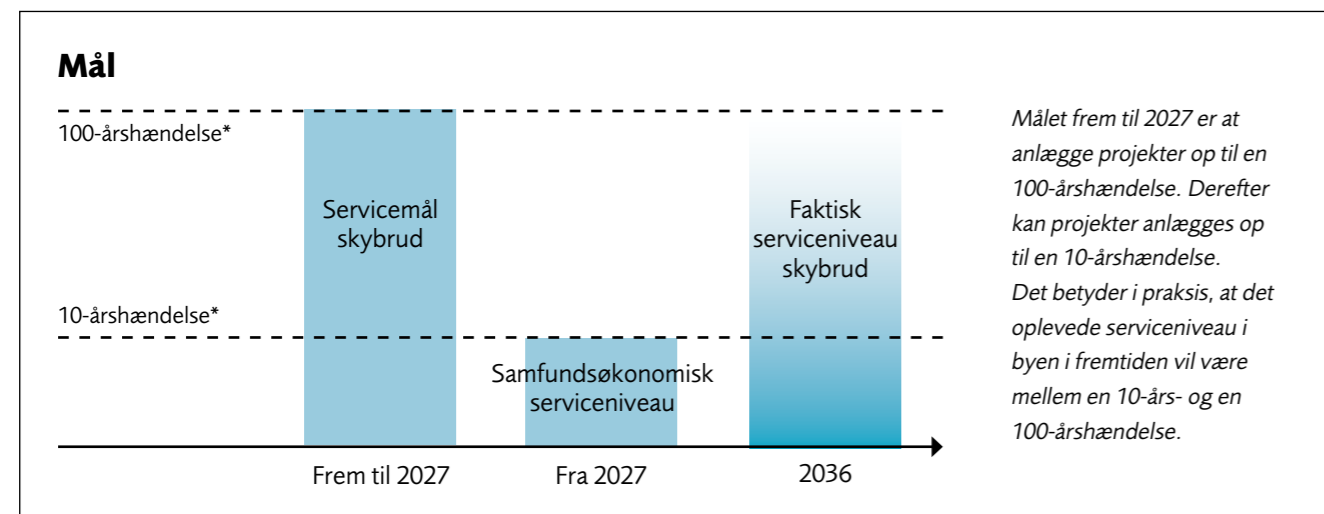 Mål
100-årshændelse*
10-årshændelse*
Servicemål
skybrud
Samfundsøkonomisk
serviceniveau
Faktisk
serviceniveau
skybrud
Frem til 2027
Fra 2027
2036
Målet frem til 2027 er at
anlægge projekter op til en
100-årshændelse. Derefter
kan projekter anlægges op
til en 10-årshændelse.
Det betyder i praksis, at det
oplevede serviceniveau i
byen i fremtiden vil være
mellem en 10-års- og en
100-årshændelse.